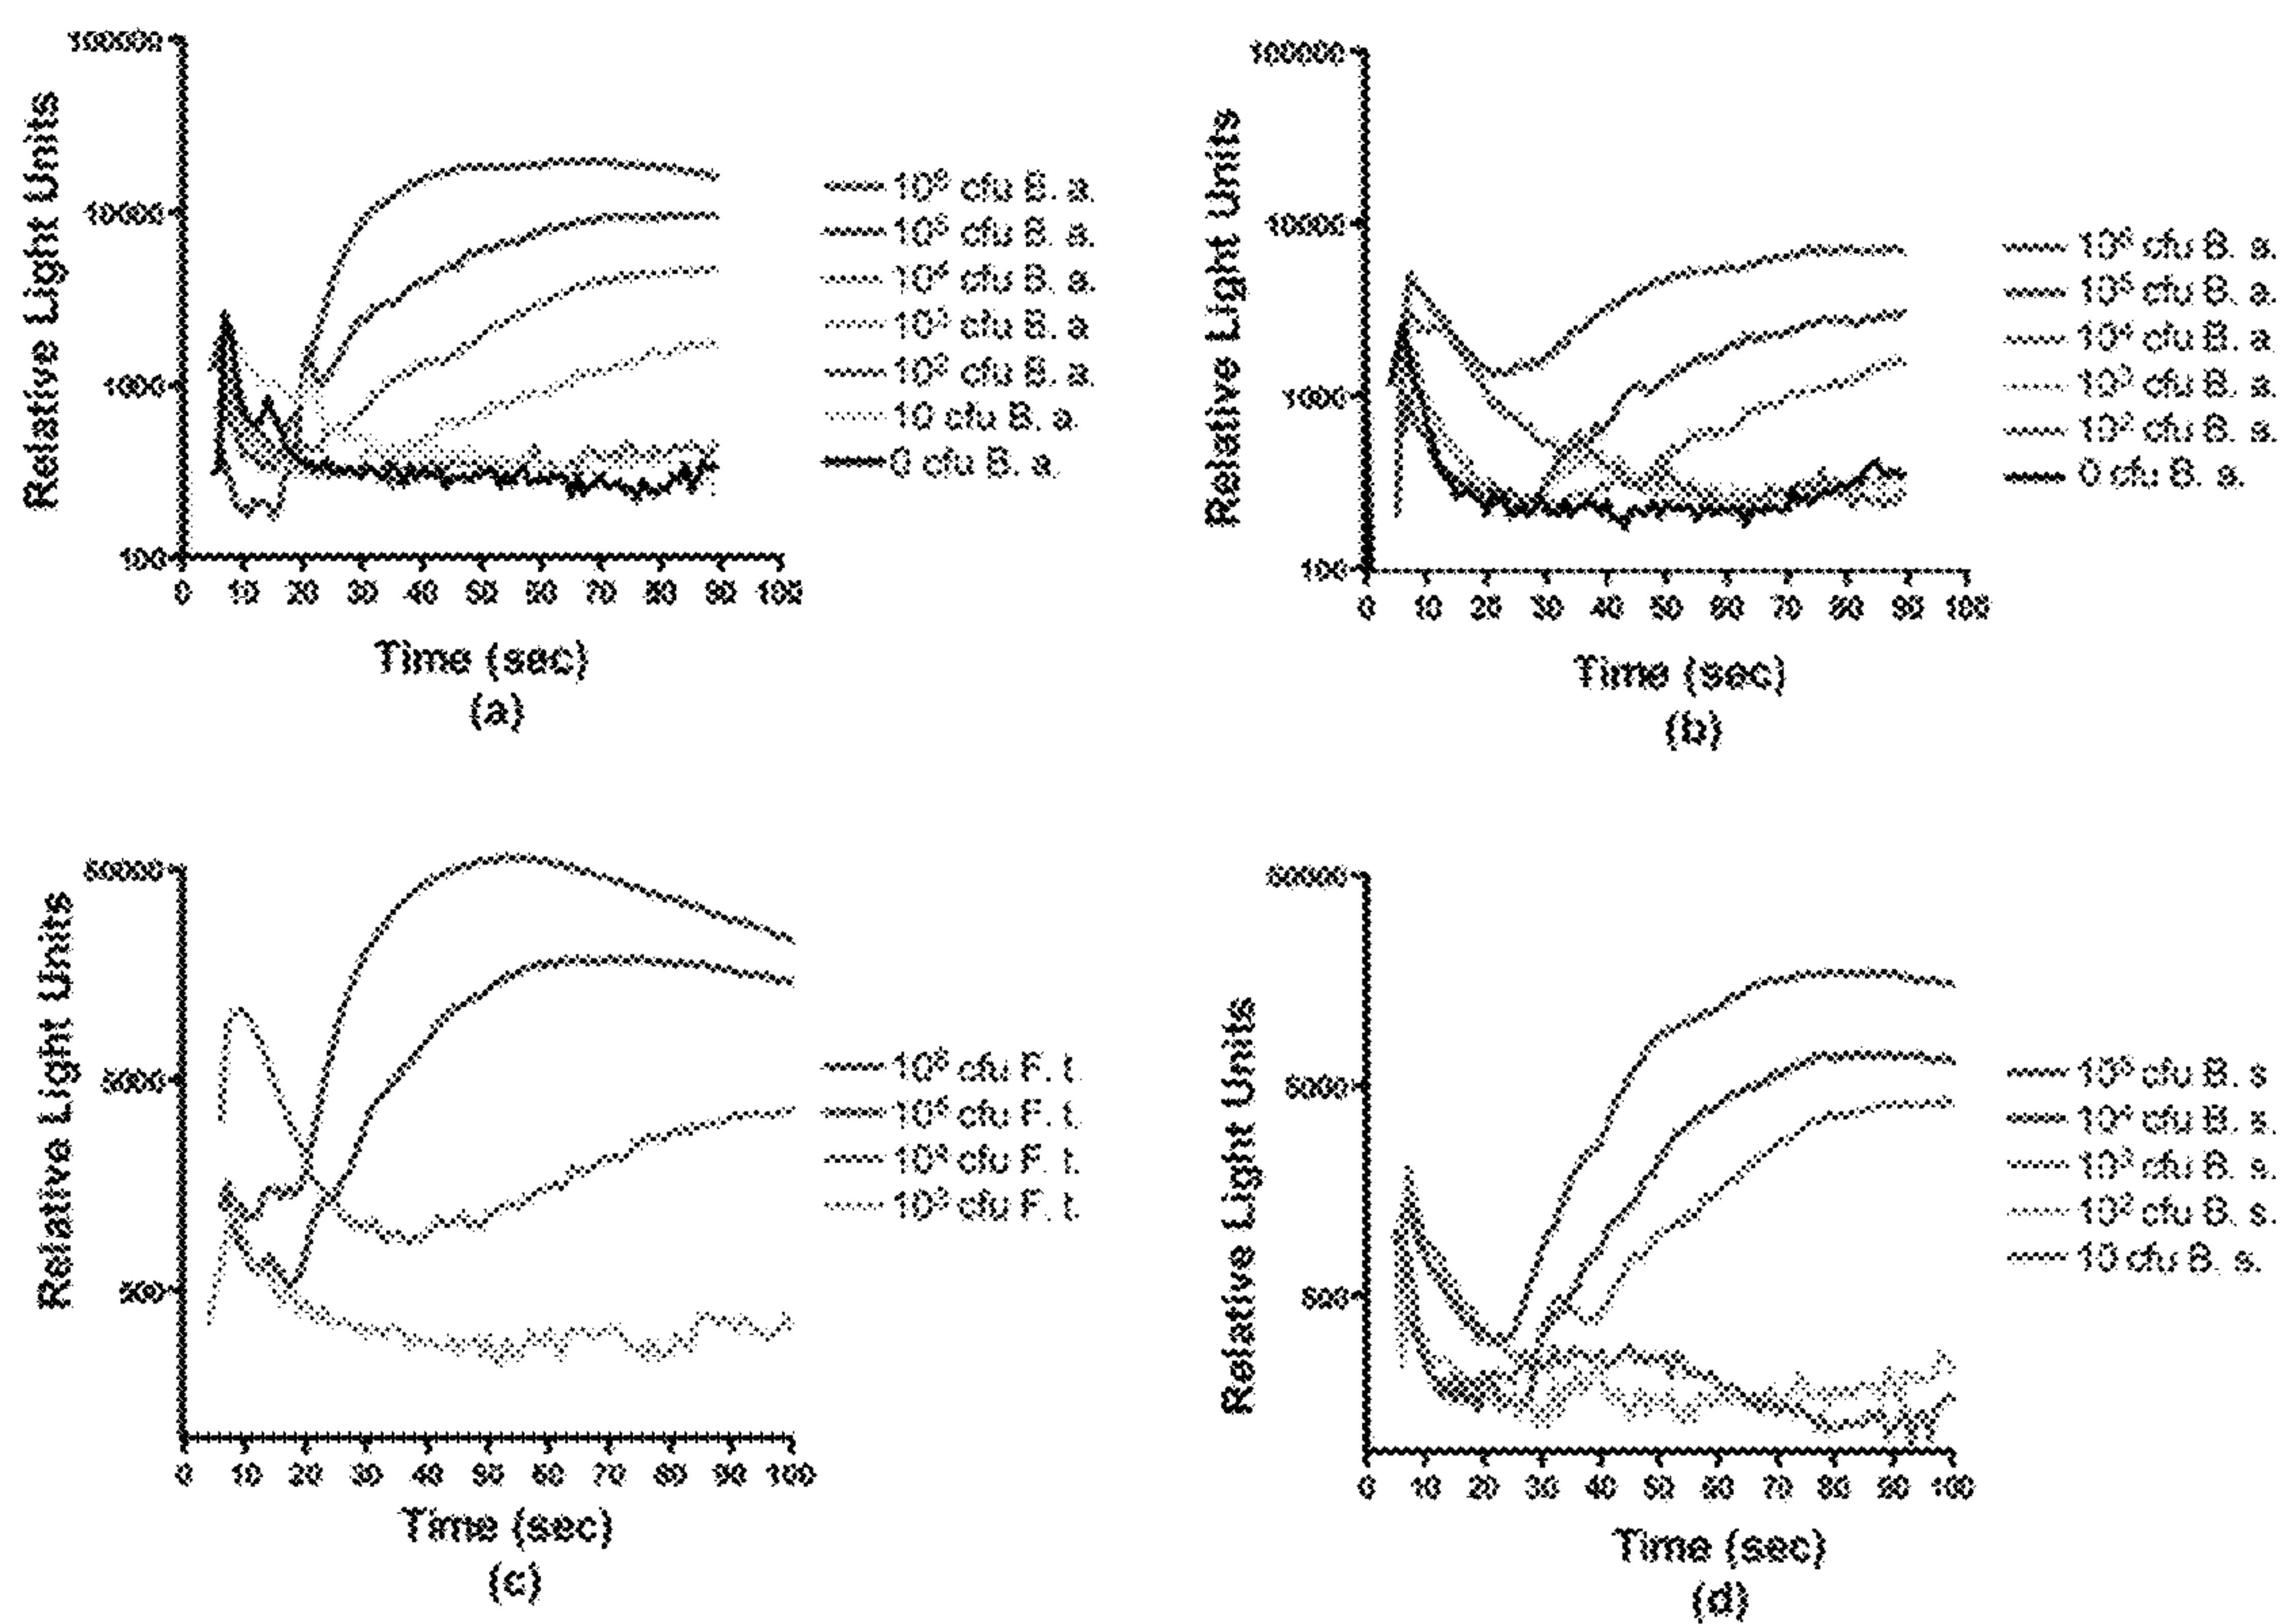 100000
10000
1000
100
Relative Light Units
0 10 20 30 40 50 60 70 80 90 100
Time (sec)
(a)
10⁶ cfu B. a.
10⁵ cfu B. a.
10⁴ cfu B. a.
10³ cfu B. a
10² cfu B. a
10 cfu B. a
0 cfu B. a.
100000
10000
1000
100
Relative Light Units
0 10 20 30 40 50 60 70 80 90 100
Time (sec)
(b)
10⁶ cfu B. a.
10⁵ cfu B. a.
10⁴ cfu B. a
10³ cfu B. a.
10² cfu B. a.
0 cfu B. a.
50000
5000
500
Relative Light Units
0 10 20 30 40 50 60 70 80 90 100
Time (sec)
(c)
10⁶ cfu F. t.
10⁵ cfu F. t.
10⁴ cfu F. t.
10³ cfu F. t.
50000
5000
500
Relative Light Units
0 10 20 30 40 50 60 70 80 90 100
Time (sec)
(d)
10⁵ cfu B. s
10⁴ cfu B. s.
10³ cfu B. s.
10² cfu B. s.
10 cfu B. s.